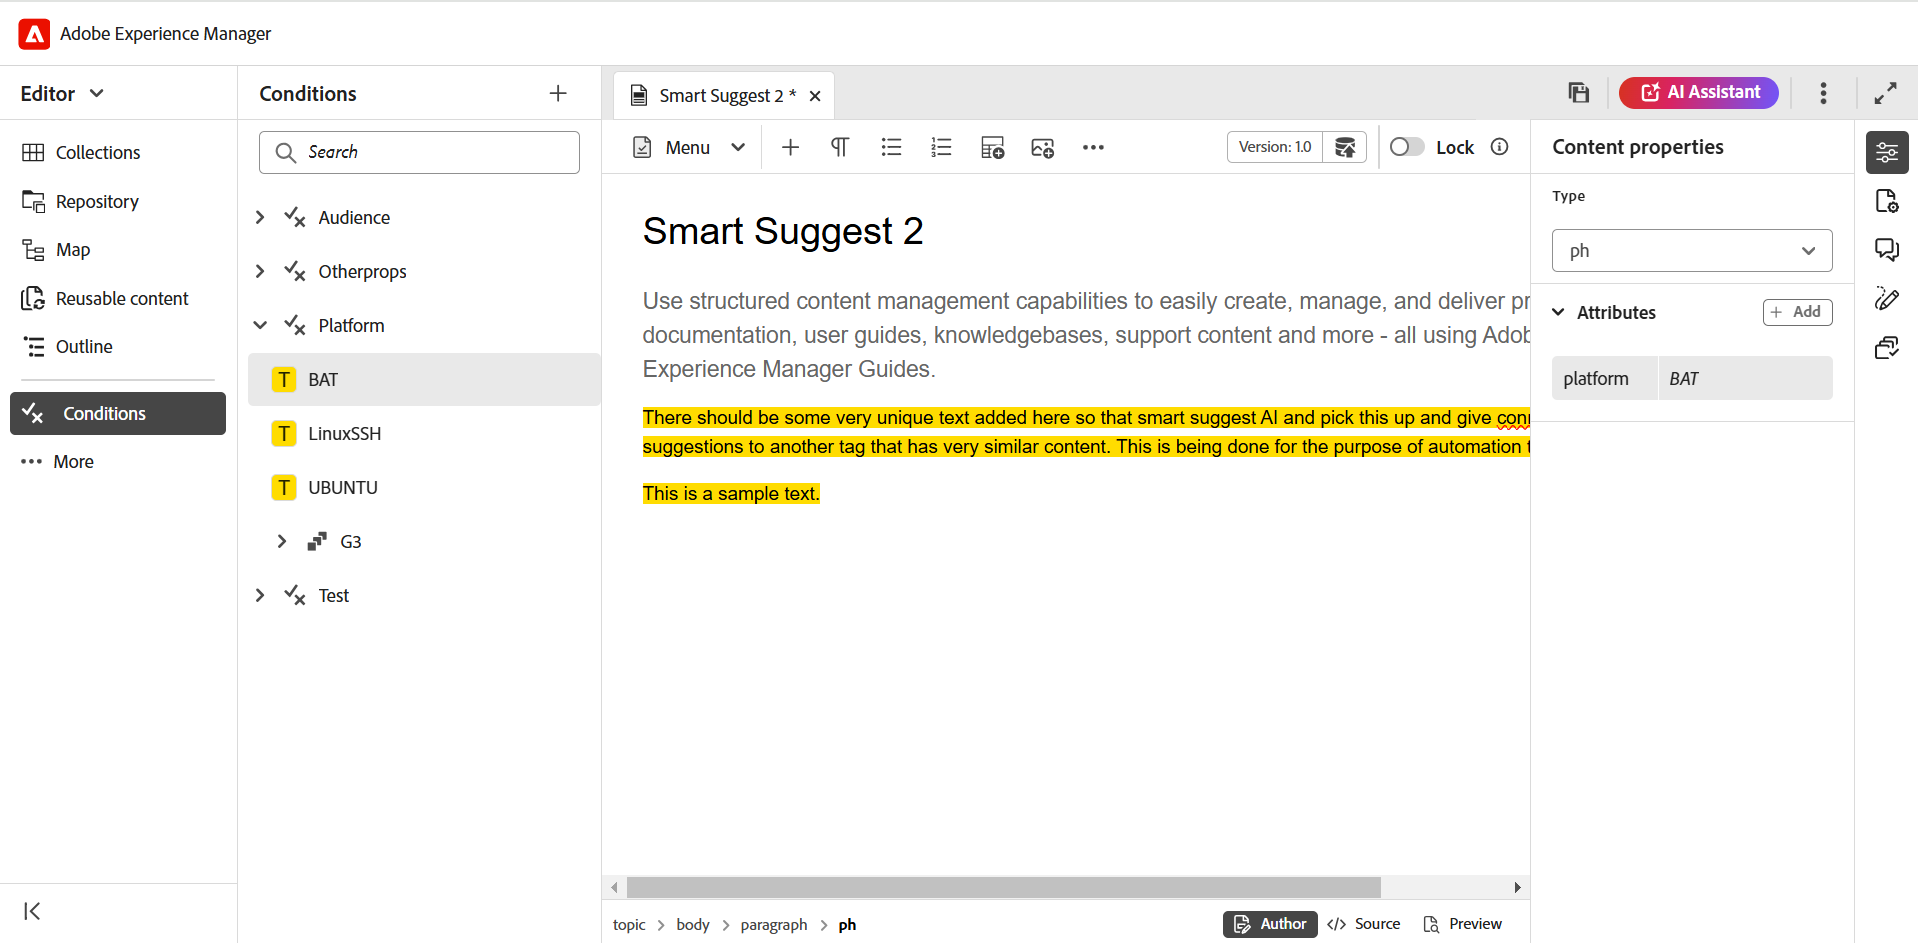 Adobe Experience Manager
Editor
Collections
Repository
Map
Reusable content
Outline
Conditions
More
Conditions
Search
Audience
Otherprops
Platform
T BAT
T LinuxSSH
T UBUNTU
G3
Test
Smart Suggest 2 *
AI Assistant
Menu
Version: 1.0
Lock
Smart Suggest 2
Use structured content management capabilities to easily create, manage, and deliver
documentation, user guides, knowledgebases, support content and more - all using
Experience Manager Guides.
There should be some very unique text added here so that smart suggest AI and pick this up and give
suggestions to another tag that has very similar content. This is being done for the purpose of automation
This is a sample text.
topic > body > paragraph > ph
Author
Source
Preview
Content properties
Type
ph
Attributes
+ Add
platform BAT